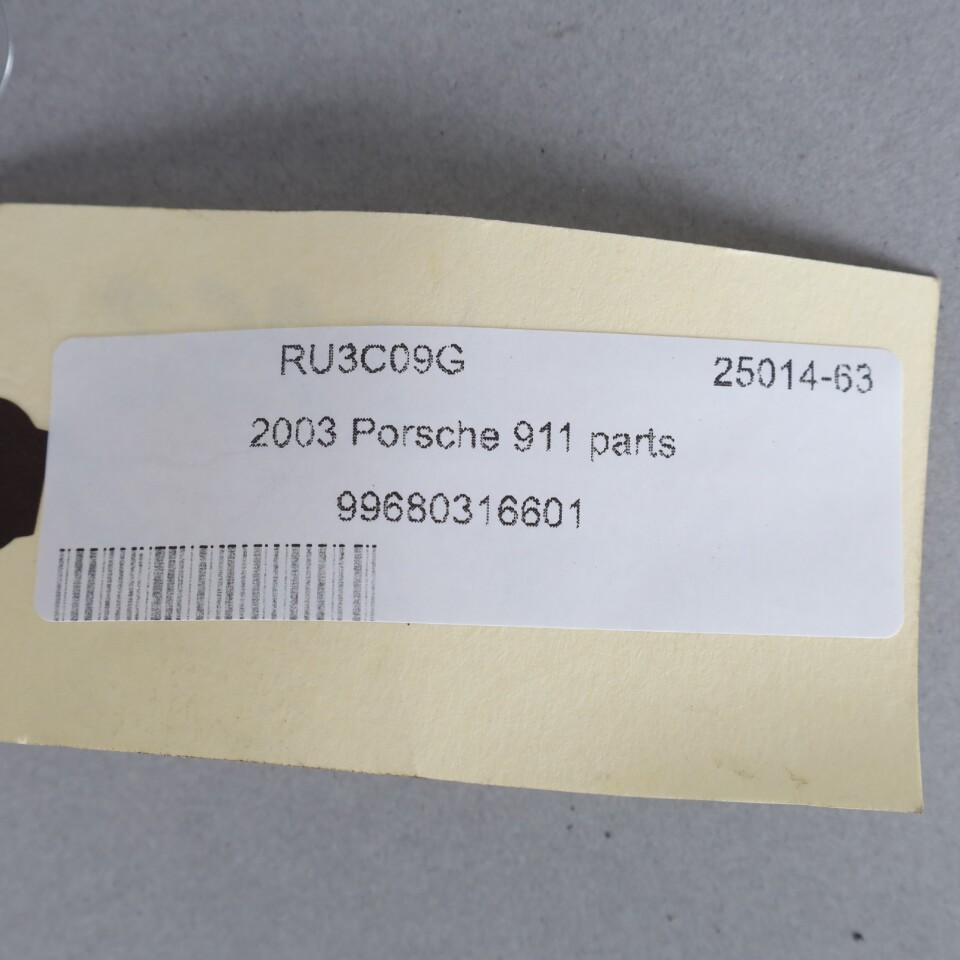 RU3C09G 25014-63
2003 Porsche 911 parts
99680316601